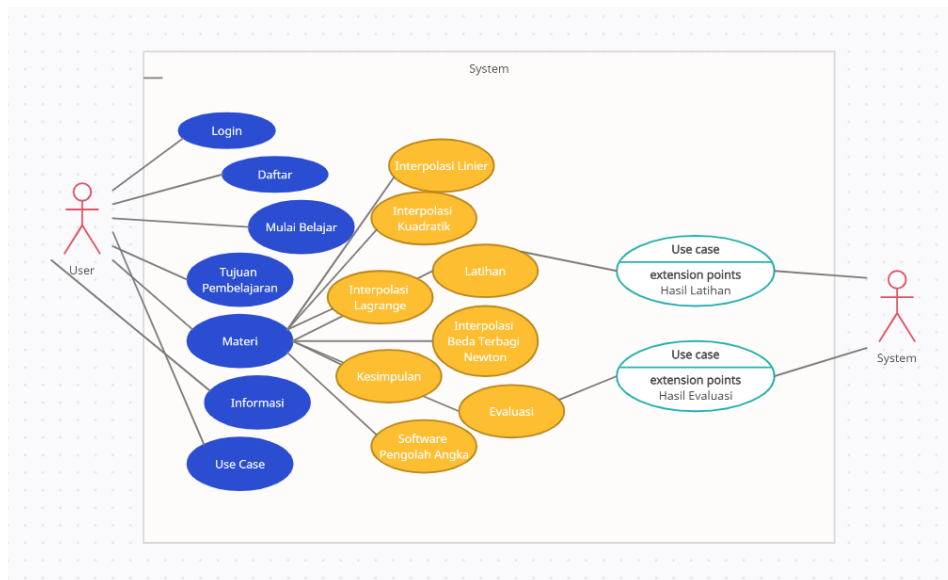 System
Login
Daftar
Mulai Belajar
Tujuan
Pembelajaran
Materi
Informasi
Use Case
User
Interpolasi Linier
Interpolasi
Kuadratik
Latihan
Interpolasi
Lagrange
Interpolasi
Beda Terbagi
Newton
Kesimpulan
Evaluasi
Software
Pengolah Angka
Use case
extension points
Hasil Latihan
Use case
extension points
Hasil Evaluasi
System